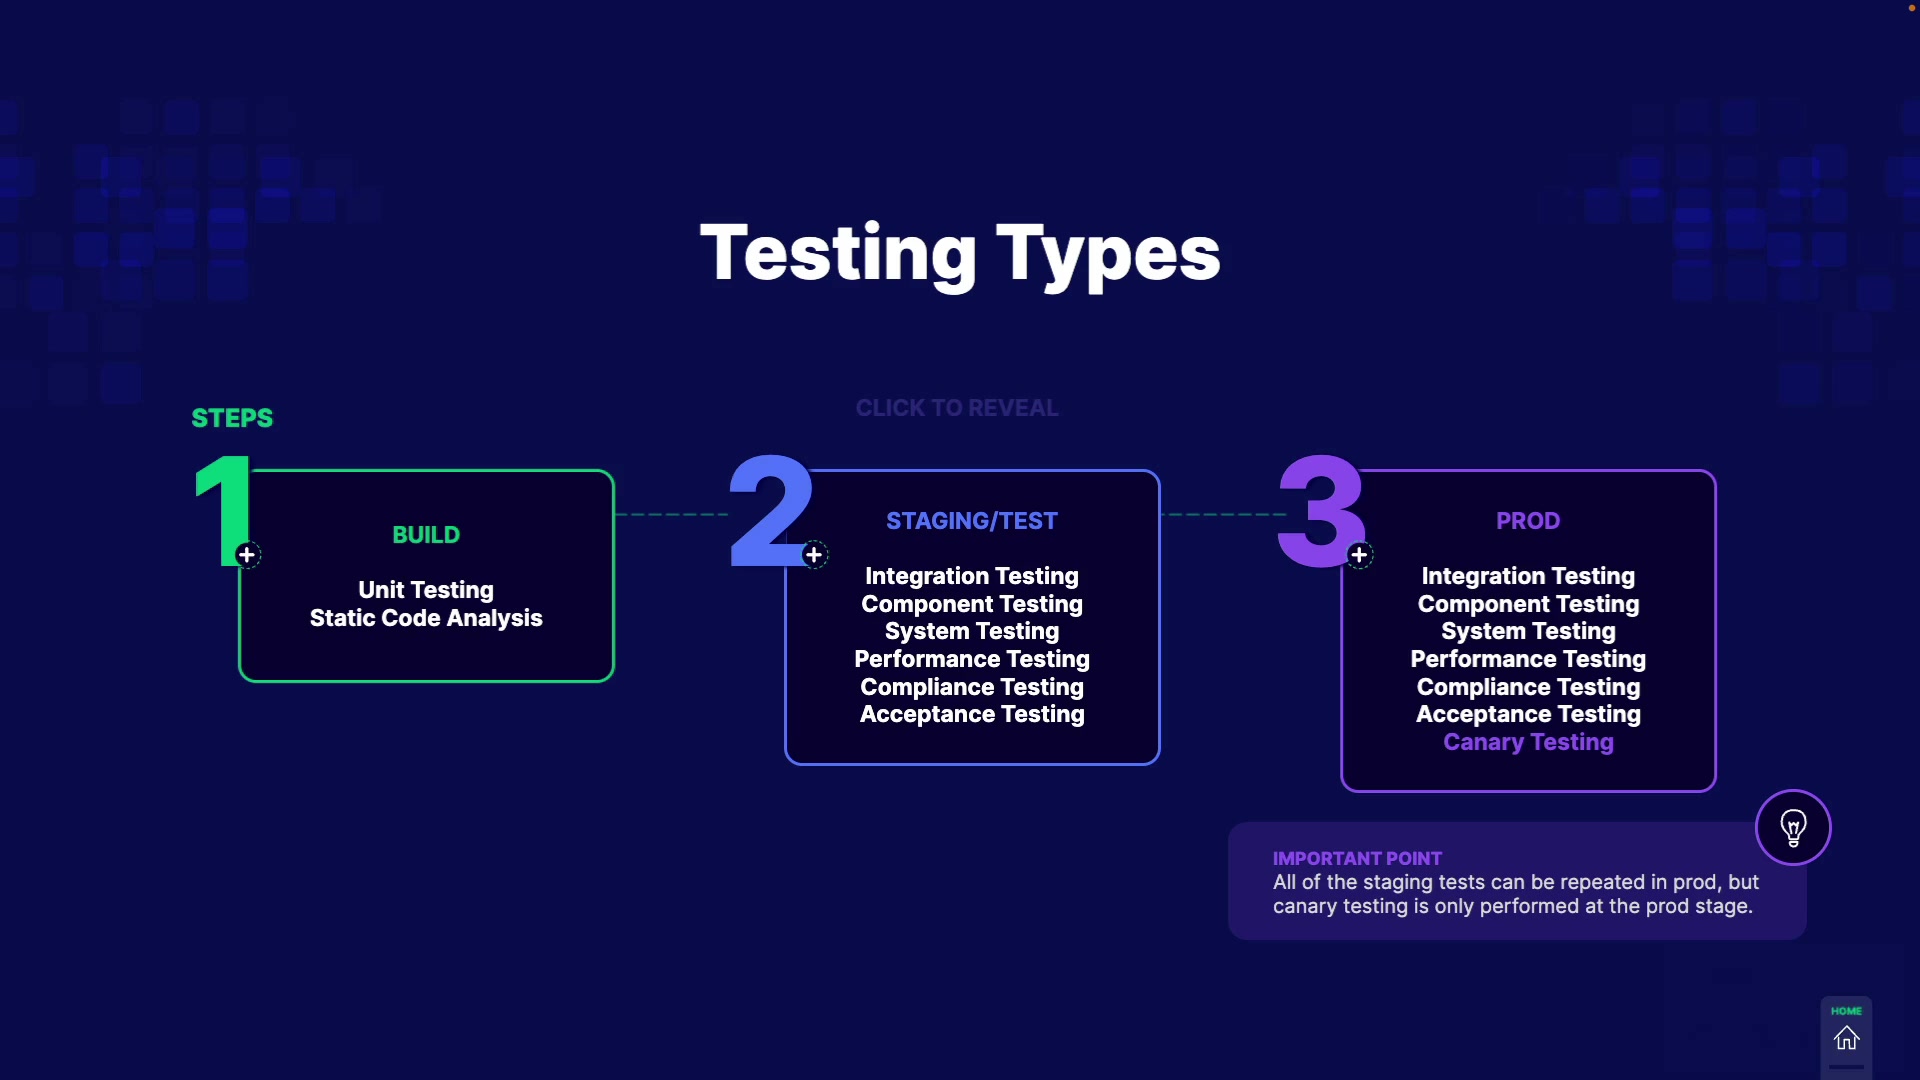 Testing Types
CLICK TO REVEAL
STEPS
1
BUILD
Unit Testing
Static Code Analysis
2
STAGING/TEST
Integration Testing
Component Testing
System Testing
Performance Testing
Compliance Testing
Acceptance Testing
3
PROD
Integration Testing
Component Testing
System Testing
Performance Testing
Compliance Testing
Acceptance Testing
Canary Testing
IMPORTANT POINT
All of the staging tests can be repeated in prod, but
canary testing is only performed at the prod stage.
HOME